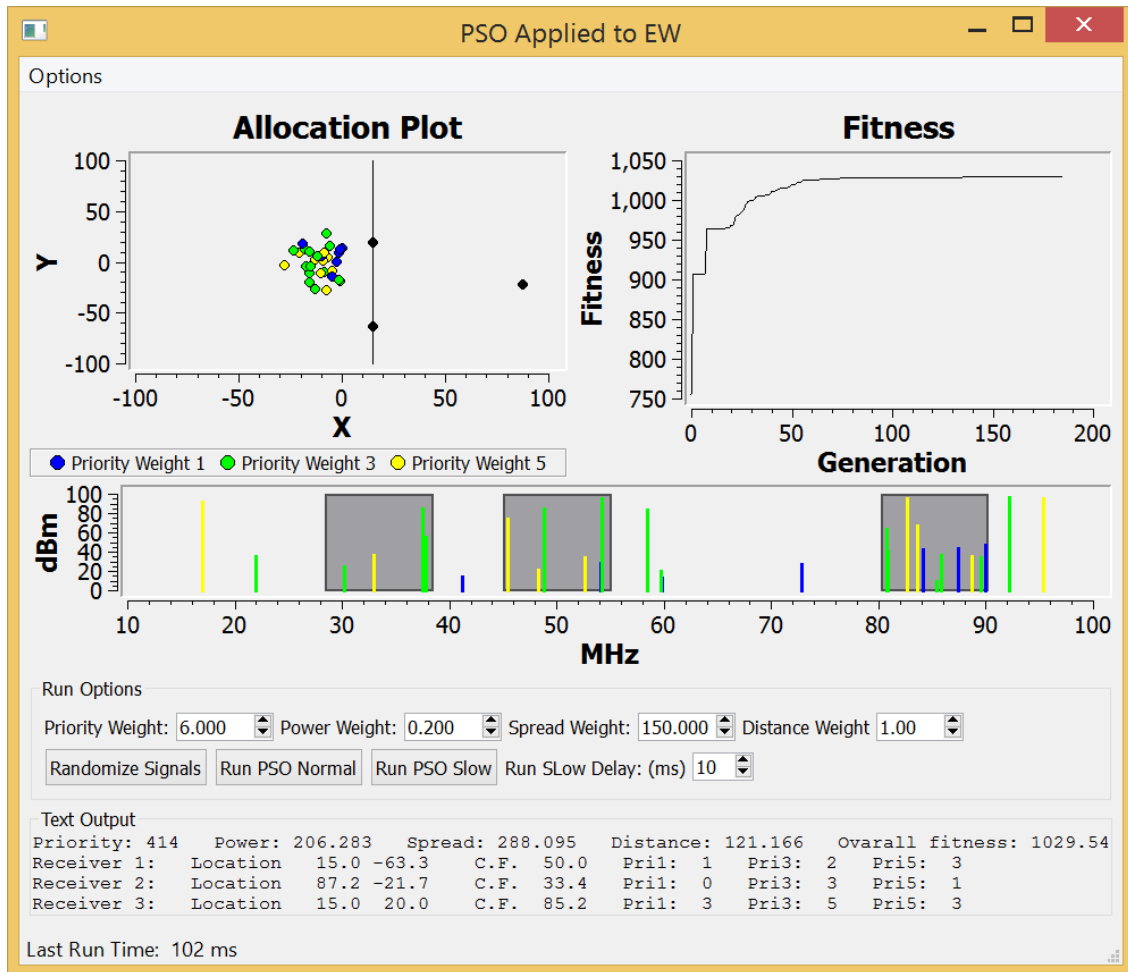 PSO Applied to EW
Options
Allocation Plot
100
50
0
-50
-100
Y
-100 -50 0 50 100
X
Priority Weight 1 Priority Weight 3 Priority Weight 5
Fitness
1,050
1,000
950
900
850
800
750
Fitness
0 50 100 150 200
Generation
100
80
60
40
20
0
dBm
10 20 30 40 50 60 70 80 90 100
MHz
Run Options
Priority Weight: 6.000 Power Weight: 0.200 Spread Weight: 150.000 Distance Weight 1.00
Randomize Signals Run PSO Normal Run PSO Slow Run SLow Delay: (ms) 10
Text Output
Priority: 414 Power: 206.283 Spread: 288.095 Distance: 121.166 Ovarall fitness: 1029.54
Receiver 1: Location 15.0 -63.3 C.F. 50.0 Pri1: 1 Pri3: 2 Pri5: 3
Receiver 2: Location 87.2 -21.7 C.F. 33.4 Pri1: 0 Pri3: 3 Pri5: 1
Receiver 3: Location 15.0 20.0 C.F. 85.2 Pri1: 3 Pri3: 5 Pri5: 3
Last Run Time: 102 ms